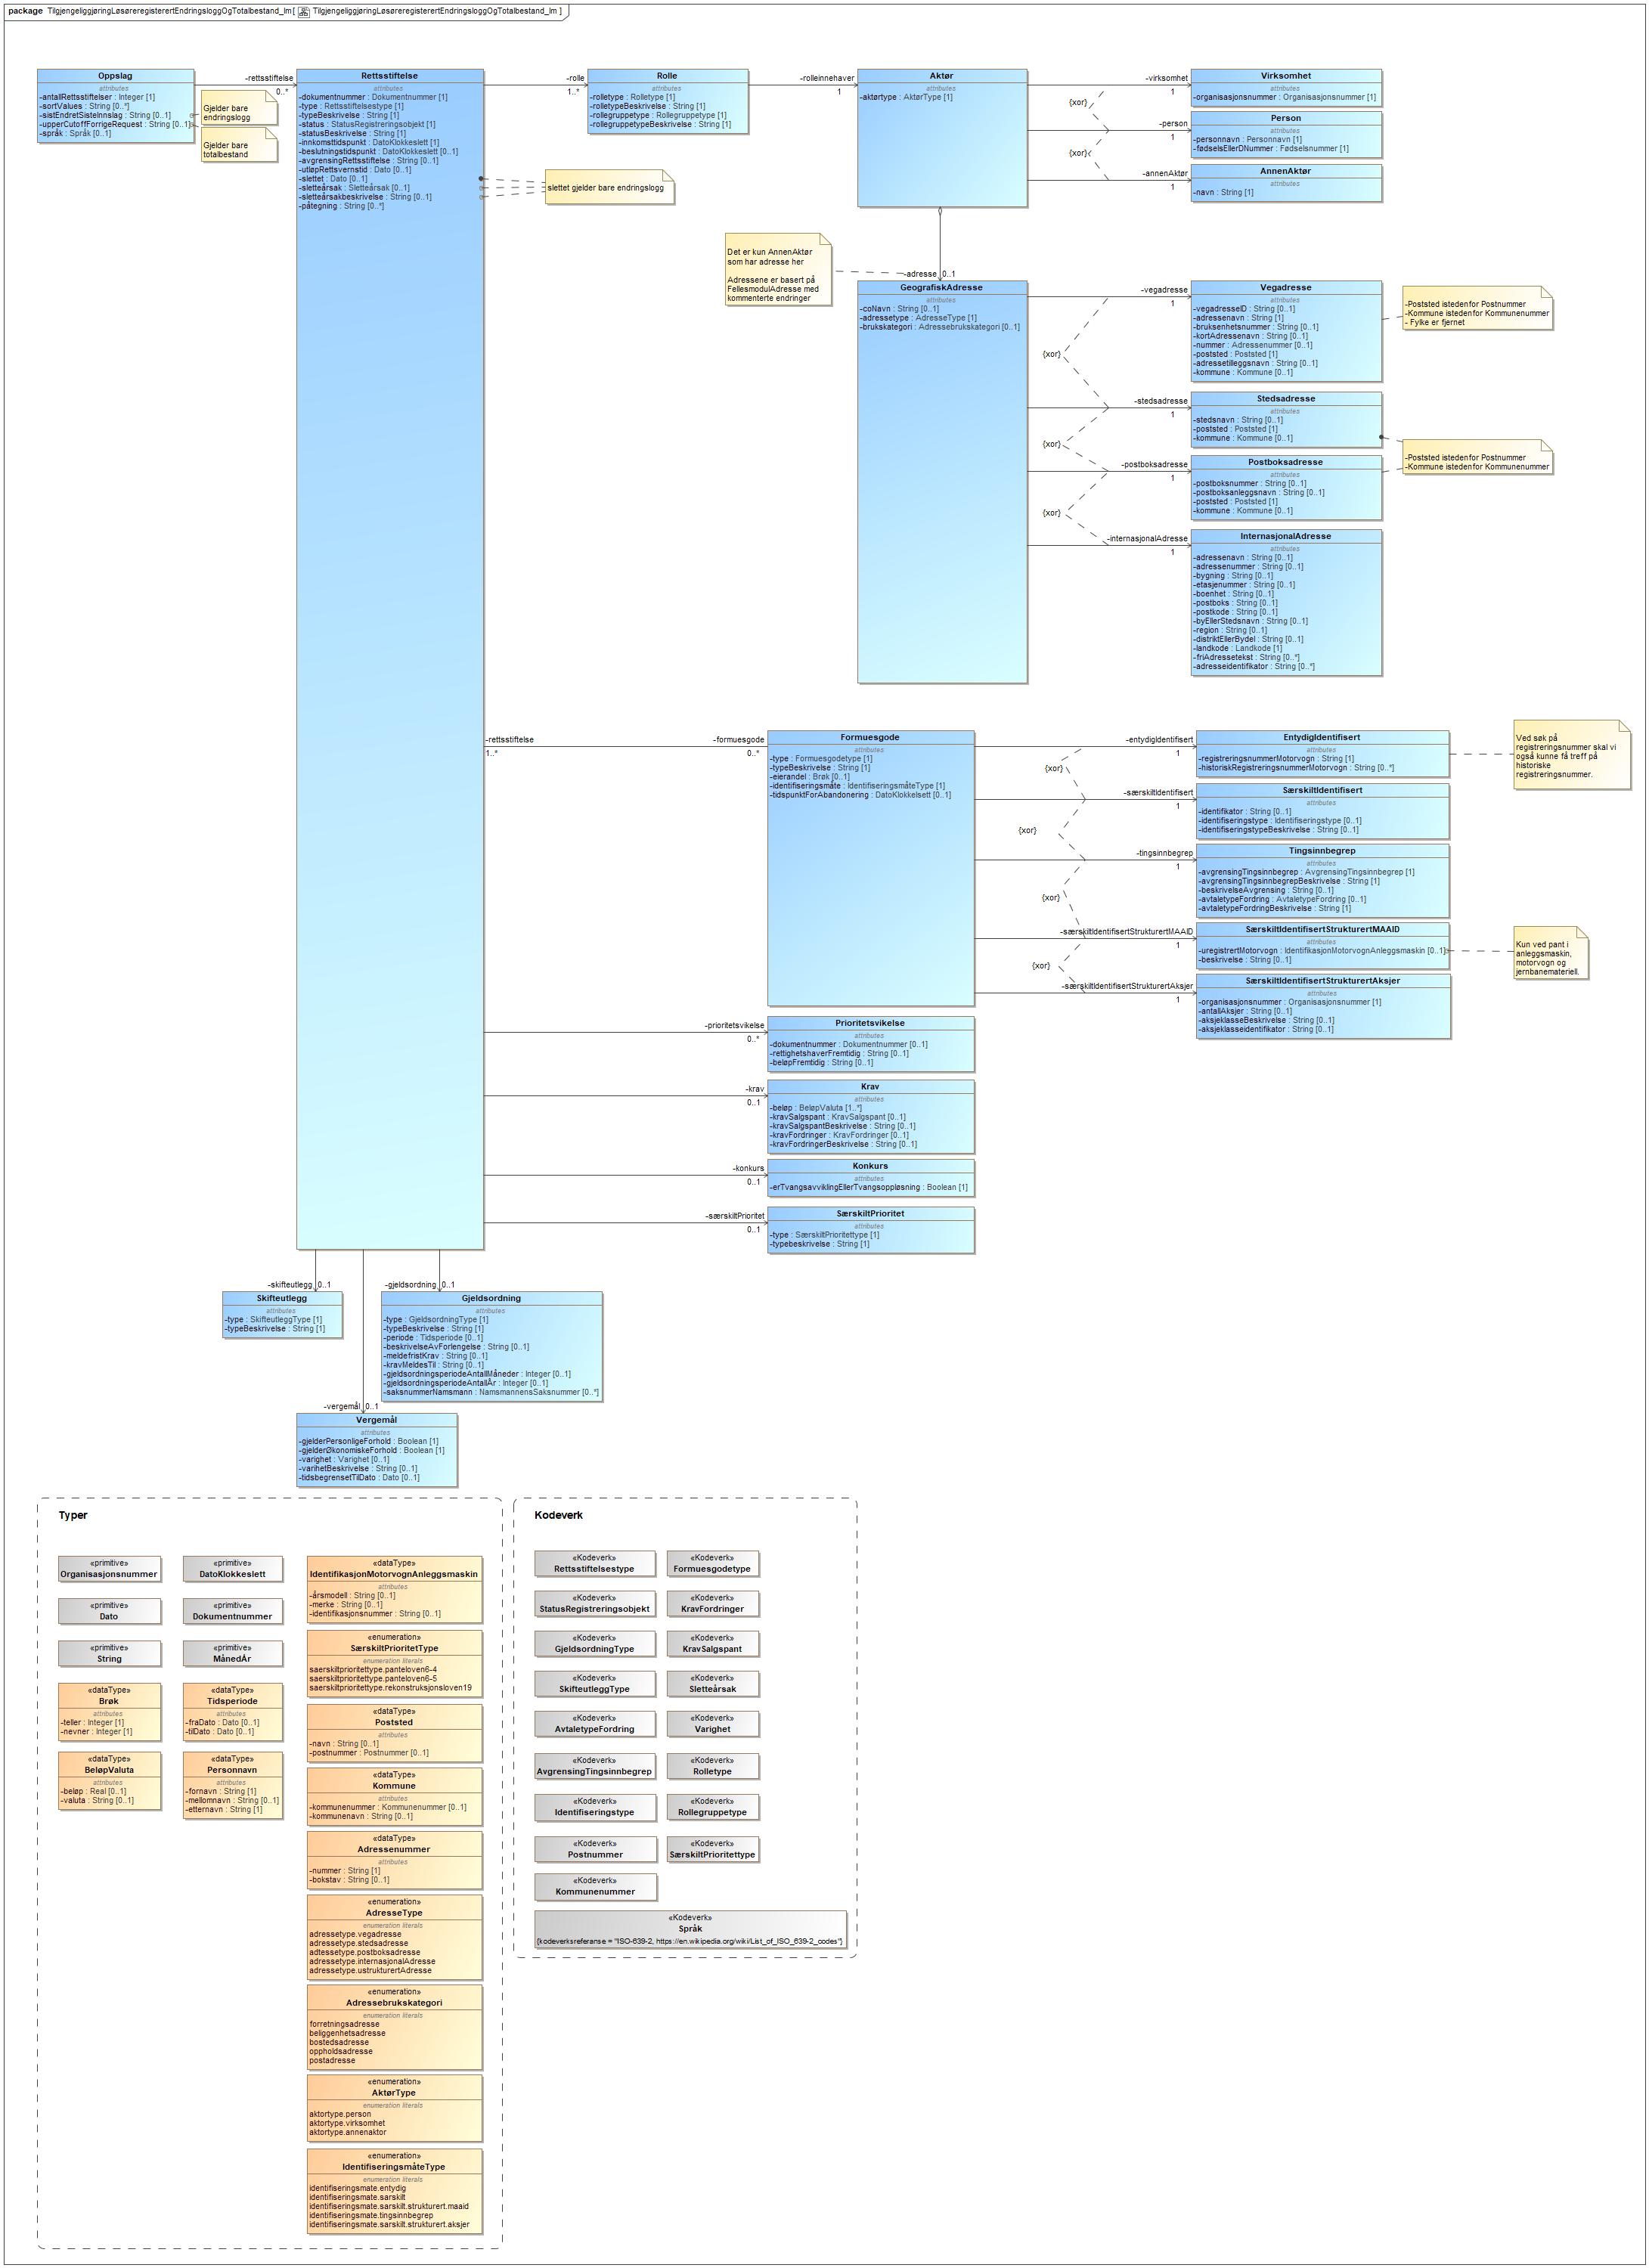 package TilgjengeliggjøringLøsøreregisterertEndringsloggOgTotalbestand_lm[ TilgjengeliggjøringLøsøreregisterertEndringsloggOgTotalbestand_lm ]
Oppslag
attributes
-antallRettsstiftelser : Integer [1]
-sortValues : String [0..*]
-sistEndretSisteInnslag : String [0..1]
-upperCutoffForrigeRequest : String [0..1]
-språk : Språk [0..1]
-rettsstiftelse
0..*
Gjelder bare
endringslogg
Gjelder bare
totalbestand
Rettsstiftelse
attributes
-dokumentnummer : Dokumentnummer [1]
-type : Rettsstiftelsestype [1]
-typeBeskrivelse : String [1]
-status : StatusRegistreringsobjekt [1]
-statusBeskrivelse : String [1]
-innkomsttidspunkt : DatoKlokkeslett [1]
-beslutningstidspunkt : DatoKlokkeslett [0..1]
-avgrensingRettsstiftelse : String [0..1]
-utløpRettsvernstid : Dato [0..1]
-slettet : Dato [0..1]
-sletteårsak : Sletteårsak [0..1]
-sletteårsakbeskrivelse : String [0..1]
-påtegning : String [0..*]
slettet gjelder bare endringslogg
-rolle
1..*
Rolle
attributes
-rolletype : Rolletype [1]
-rolletypeBeskrivelse : String [1]
-rollegruppetype : Rollegruppetype [1]
-rollegruppetypeBeskrivelse : String [1]
-rolleinnehaver
1
Aktør
attributes
-aktørtype : AktørType [1]
-virksomhet
1
{xor}
-person
1
{xor}
-annenAktør
1
Virksomhet
attributes
-organisasjonsnummer : Organisasjonsnummer [1]
Person
attributes
-personnavn : Personnavn [1]
-fødselsEllerDNummer : Fødselsnummer [1]
AnnenAktør
attributes
-navn : String [1]
Det er kun AnnenAktør
som har adresse her
Adressene er basert på
FellesmodulAdresse med
kommenterte endringer
-adresse 0..1
GeografiskAdresse
attributes
-coNavn : String [0..1]
-adressetype : AdresseType [1]
-brukskategori : Adressebrukskategori [0..1]
-vegadresse
1
{xor}
-stedsadresse
1
{xor}
-postboksadresse
1
{xor}
-internasjonalAdresse
1
Vegadresse
attributes
-vegadresseID : String [0..1]
-adressenavn : String [1]
-bruksenhetsnummer : String [0..1]
-kortAdressenavn : String [0..1]
-nummer : Adressenummer [0..1]
-poststed : Poststed [1]
-adressetilleggsnavn : String [0..1]
-kommune : Kommune [0..1]
-Poststed istedenfor Postnummer
-Kommune istedenfor Kommunenummer
- Fylke er fjernet
Stedsadresse
attributes
-stedsnavn : String [0..1]
-poststed : Poststed [1]
-kommune : Kommune [0..1]
-Poststed istedenfor Postnummer
-Kommune istedenfor Kommunenummer
Postboksadresse
attributes
-postboksnummer : String [0..1]
-postboksanleggsnavn : String [0..1]
-poststed : Poststed [1]
-kommune : Kommune [0..1]
InternasjonalAdresse
attributes
-adressenavn : String [0..1]
-adressenummer : String [0..1]
-bygning : String [0..1]
-etasjenummer : String [0..1]
-boenhet : String [0..1]
-postboks : String [0..1]
-postkode : String [0..1]
-byEllerStedsnavn : String [0..1]
-region : String [0..1]
-distriktEllerBydel : String [0..1]
-landkode : Landkode [1]
-friAdressetekst : String [0..*]
-adresseidentifikator : String [0..*]
-rettsstiftelse
1..*
-formuesgode
0..*
Formuesgode
attributes
-type : Formuesgodetype [1]
-typeBeskrivelse : String [1]
-eierandel : Brøk [0..1]
-identifiseringsmåte : IdentifiseringsmåteType [1]
-tidspunktForAbandonering : DatoKlokkelsett [0..1]
-entydigIdentifisert
1
{xor}
-særskiltIdentifisert
1
{xor}
-tingsinnbegrep
1
{xor}
-særskiltIdentifisertStrukturertMAAID
1
{xor}
-særskiltIdentifisertStrukturertAksjer
1
EntydigIdentifisert
attributes
-registreringsnummerMotorvogn : String [1]
-historiskRegistreringsnummerMotorvogn : String [0..*]
Ved søk på
registreringsnummer skal vi
også kunne få treff på
historiske
registreringsnummer.
SærskiltIdentifisert
attributes
-identifikator : String [0..1]
-identifiseringstype : Identifiseringstype [0..1]
-identifiseringstypeBeskrivelse : String [0..1]
Tingsinnbegrep
attributes
-avgrensingTingsinnbegrep : AvgrensingTingsinnbegrep [1]
-avgrensingTingsinnbegrepBeskrivelse : String [1]
-beskrivelseAvgrensing : String [0..1]
-avtaletypeFordring : AvtaletypeFordring [0..1]
-avtaletypeFordringBeskrivelse : String [1]
SærskiltIdentifisertStrukturertMAAID
attributes
-uregistrertMotorvogn : IdentifikasjonMotorvognAnleggsmaskin [0..1]
-beskrivelse : String [0..1]
Kun ved pant i
anleggsmaskin,
motorvogn og
jernbanemateriell.
SærskiltIdentifisertStrukturertAksjer
attributes
-organisasjonsnummer : Organisasjonsnummer [1]
-antallAksjer : String [0..1]
-aksjeklasseBeskrivelse : String [0..1]
-aksjeklasseidentifikator : String [0..1]
-prioritetsvikelse
0..*
Prioritetsvikelse
attributes
-dokumentnummer : Dokumentnummer [0..1]
-rettighetshaverFremtidig : String [0..1]
-beløpFremtidig : String [0..1]
-krav
0..1
Krav
attributes
-beløp : BeløpValuta [1..*]
-kravSalgspant : KravSalgspant [0..1]
-kravSalgspantBeskrivelse : String [0..1]
-kravFordringer : KravFordringer [0..1]
-kravFordringerBeskrivelse : String [0..1]
-konkurs
0..1
Konkurs
attributes
-erTvangsavviklingEllerTvangsoppløsning : Boolean [1]
-særskiltPrioritet
0..1
SærskiltPrioritet
attributes
-type : SærskiltPrioritettype [1]
-typebeskrivelse : String [1]
-skifteutlegg 0..1
Skifteutlegg
attributes
-type : SkifteutleggType [1]
-typeBeskrivelse : String [1]
-gjeldsordning 0..1
Gjeldsordning
attributes
-type : GjeldsordningType [1]
-typeBeskrivelse : String [1]
-periode : Tidsperiode [0..1]
-beskrivelseAvForlengelse : String [0..1]
-meldefristKrav : String [0..1]
-kravMeldesTil : String [0..1]
-gjeldsordningsperiodeAntallMåneder : Integer [0..1]
-gjeldsordningsperiodeAntallÅr : Integer [0..1]
-saksnummerNamsmann : NamsmannensSaksnummer [0..*]
-vergemål 0..1
Vergemål
attributes
-gjelderPersonligeForhold : Boolean [1]
-gjelderØkonomiskeForhold : Boolean [1]
-varighet : Varighet [0..1]
-varihetBeskrivelse : String [0..1]
-tidsbegrensetTilDato : Dato [0..1]
Typer
«primitive»
Organisasjonsnummer
«primitive»
DatoKlokkeslett
«primitive»
Dato
«primitive»
Dokumentnummer
«primitive»
String
«primitive»
MånedÅr
«dataType»
Brøk
attributes
-teller : Integer [1]
-nevner : Integer [1]
«dataType»
Tidsperiode
attributes
-fraDato : Dato [0..1]
-tilDato : Dato [0..1]
«dataType»
BeløpValuta
attributes
-beløp : Real [0..1]
-valuta : String [0..1]
«dataType»
Personnavn
attributes
-fornavn : String [1]
-mellomnavn : String [0..1]
-etternavn : String [1]
«dataType»
IdentifikasjonMotorvognAnleggsmaskin
attributes
-årsmodell : String [0..1]
-merke : String [0..1]
-identifikasjonsnummer : String [0..1]
«enumeration»
SærskiltPrioritetType
enumeration literals
saerskiltprioritettype.panteloven6-4
saerskiltprioritettype.panteloven6-5
saerskiltprioritettype.rekonstruksjonsloven19
«dataType»
Poststed
attributes
-navn : String [0..1]
-postnummer : Postnummer [0..1]
«dataType»
Kommune
attributes
-kommunenummer : Kommunenummer [0..1]
-kommunenavn : String [0..1]
«dataType»
Adressenummer
attributes
-nummer : String [1]
-bokstav : String [0..1]
«enumeration»
AdresseType
enumeration literals
adressetype.vegadresse
adressetype.stedsadresse
adtessetype.postboksadresse
adressetype.internasjonalAdresse
adressetype.ustrukturertAdresse
«enumeration»
Adressebrukskategori
enumeration literals
forretningsadresse
beliggenhetsadresse
bostedsadresse
oppholdsadresse
postadresse
«enumeration»
AktørType
enumeration literals
aktortype.person
aktortype.virksomhet
aktortype.annenaktor
«enumeration»
IdentifiseringsmåteType
enumeration literals
identifiseringsmate.entydig
identifiseringsmate.sarskilt
identifiseringsmate.sarskilt.strukturert.maaid
identifiseringsmate.tingsinnbegrep
identifiseringsmate.sarskilt.strukturert.aksjer
Kodeverk
«Kodeverk»
Rettsstiftelsestype
«Kodeverk»
Formuesgodetype
«Kodeverk»
StatusRegistreringsobjekt
«Kodeverk»
KravFordringer
«Kodeverk»
GjeldsordningType
«Kodeverk»
KravSalgspant
«Kodeverk»
SkifteutleggType
«Kodeverk»
Sletteårsak
«Kodeverk»
AvtaletypeFordring
«Kodeverk»
Varighet
«Kodeverk»
AvgrensingTingsinnbegrep
«Kodeverk»
Rolletype
«Kodeverk»
Identifiseringstype
«Kodeverk»
Rollegruppetype
«Kodeverk»
Postnummer
«Kodeverk»
SærskiltPrioritettype
«Kodeverk»
Kommunenummer
«Kodeverk»
Språk
{kodeverksreferanse = "ISO-639-2, https://en.wikipedia.org/wiki/List_of_ISO_639-2_codes"}